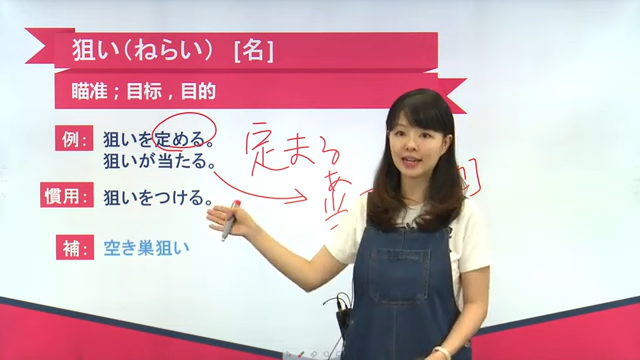 狙い（ねらい） [名]
瞄准；目标，目的
例： 狙いを定める。
狙いが当たる。
定まる
慣用： 狙いをつける。
補： 空き巣狙い